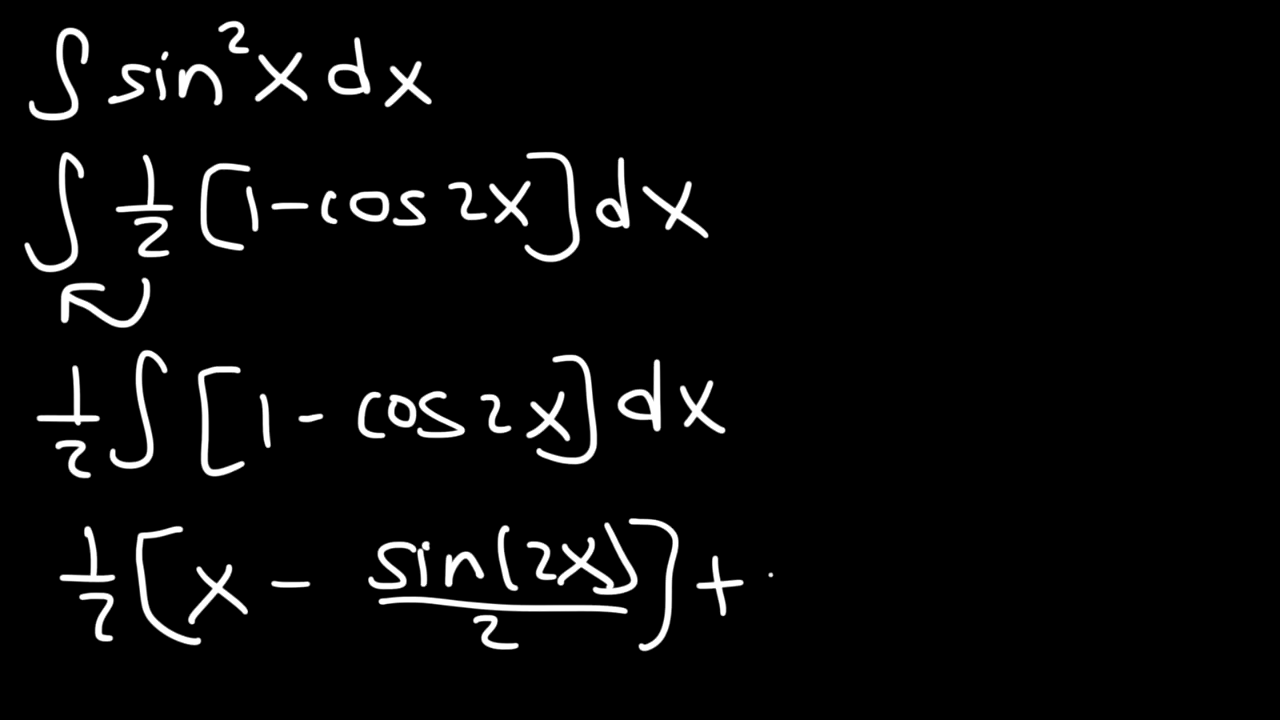 ∫ sin²x dx
∫ 1/2 [1 - cos 2x] dx
1/2 ∫ [1 - cos 2x] dx
1/2 [x - sin(2x)/2] +